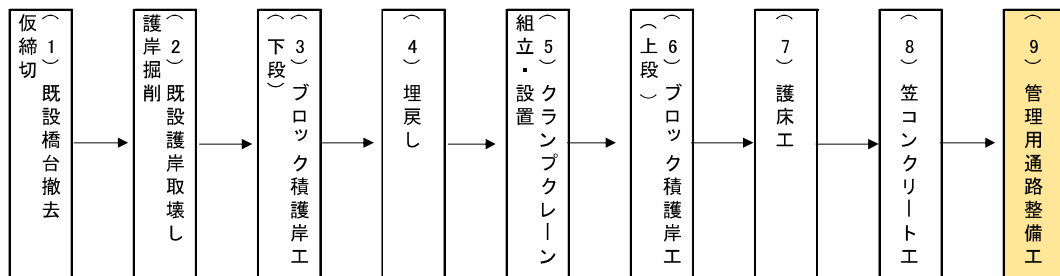 (1) 既設橋台撤去
仮締切
(2) 既設護岸取壊し
護岸掘削
(3) ブロック積護岸工
(下段)
(4) 埋戻し
(5) クランプクレーン
組立・設置
(6) ブロック積護岸工
(上段)
(7) 護床工
(8) 笠コンクリート工
(9) 管理用通路整備工